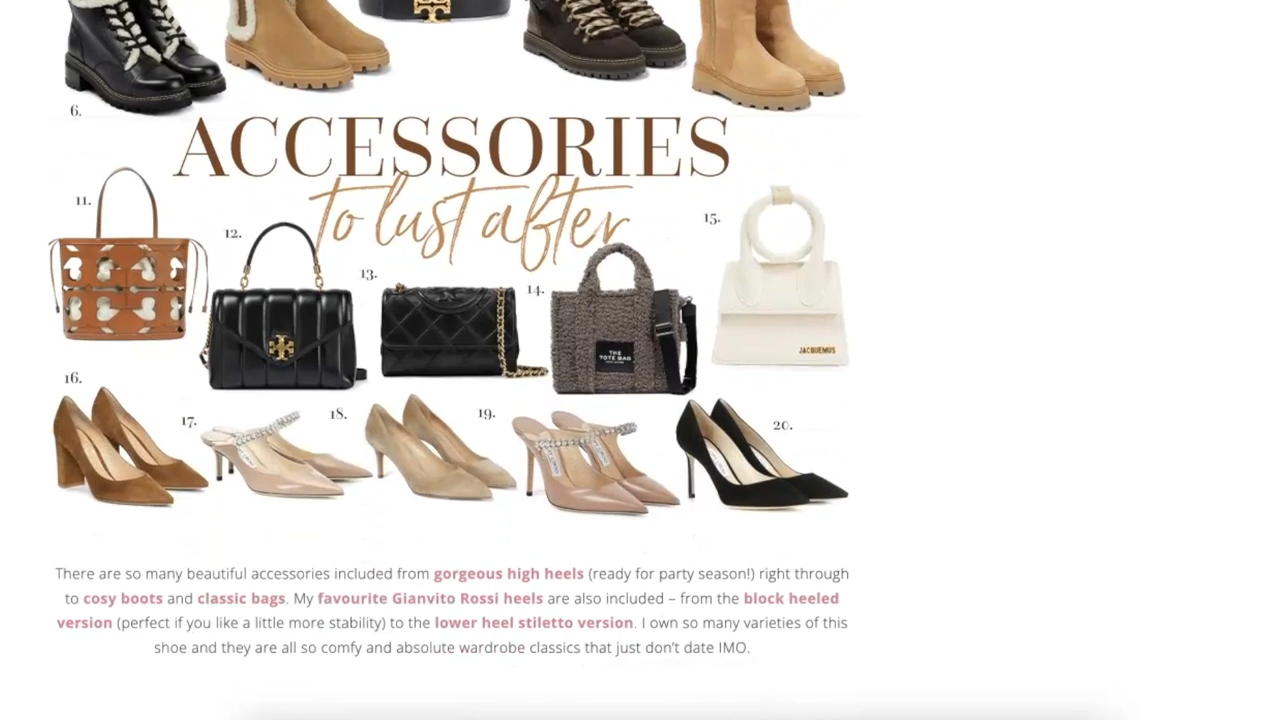 6.
ACCESSORIES
to lust after
11.
12.
13.
14.
15.
THE
TOTE BAG
JACQUEMUS
16.
17.
18.
19.
20.
There are so many beautiful accessories included from gorgeous high heels (ready for party season!) right through
to cosy boots and classic bags. My favourite Gianvito Rossi heels are also included – from the block heeled
version (perfect if you like a little more stability) to the lower heel stiletto version. I own so many varieties of this
shoe and they are all so comfy and absolute wardrobe classics that just don't date IMO.